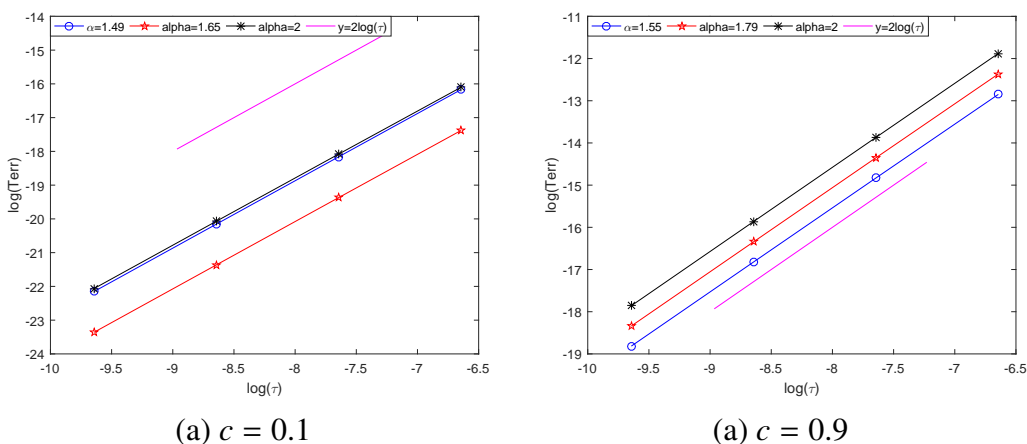 α=1.49 alpha=1.65 alpha=2 y=2log(τ)
-14
-15
-16
-17
-18
-19
-20
-21
-22
-23
-24
log(Terr)
-10 -9.5 -9 -8.5 -8 -7.5 -7 -6.5
log(τ)
(a) c = 0.1
-11
α=1.55 alpha=1.79 alpha=2 y=2log(τ)
-12
-13
-14
-15
-16
-17
-18
-19
log(Terr)
-10 -9.5 -9 -8.5 -8 -7.5 -7 -6.5
log(τ)
(a) c = 0.9